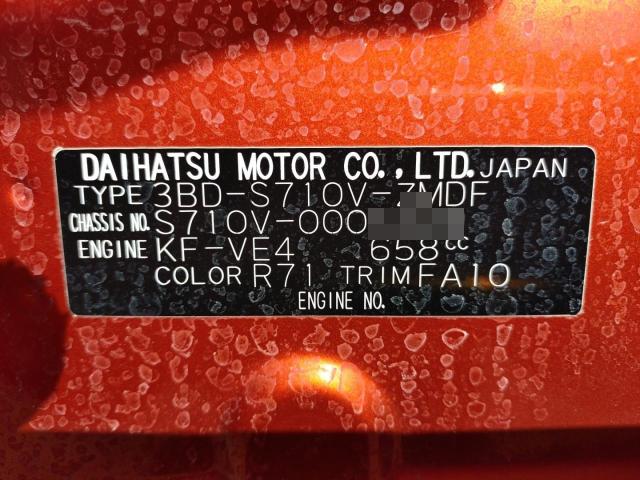 DAIHATSU MOTOR CO., LTD. JAPAN
TYPE 3BD-S710V-ZMDF
CHASSIS NO. S710V-000
ENGINE KF-VE4 658cc
COLOR R71 TRIM FA10
ENGINE NO.